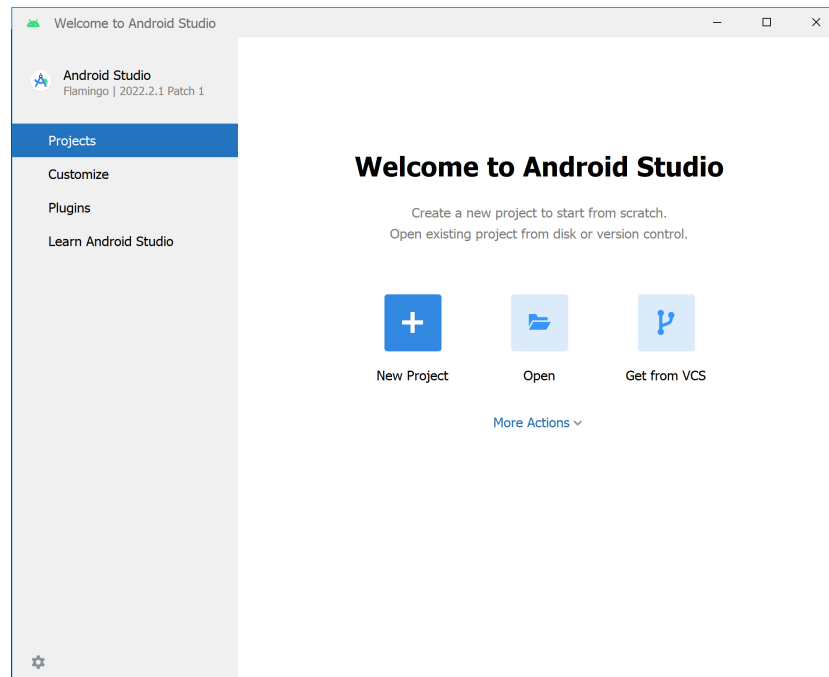 Welcome to Android Studio
Android Studio
Flamingo | 2022.2.1 Patch 1
Projects
Customize
Plugins
Learn Android Studio
Welcome to Android Studio
Create a new project to start from scratch.
Open existing project from disk or version control.
New Project
Open
Get from VCS
More Actions